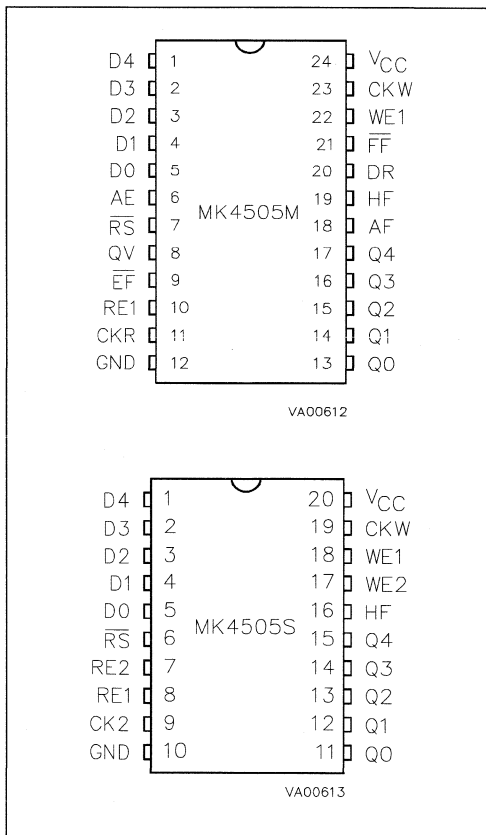 D4 1 24 VCC
D3 2 23 CKW
D2 3 22 WE1
D1 4 21 F̅F̅
D0 5 20 DR
AE 6 19 HF
MK4505M
R̅S̅ 7 18 AF
QV 8 17 Q4
E̅F̅ 9 16 Q3
RE1 10 15 Q2
CKR 11 14 Q1
GND 12 13 Q0
VA00612
D4 1 20 VCC
D3 2 19 CKW
D2 3 18 WE1
D1 4 17 WE2
D0 5 16 HF
MK4505S
R̅S̅ 6 15 Q4
RE2 7 14 Q3
RE1 8 13 Q2
CK2 9 12 Q1
GND 10 11 Q0
VA00613